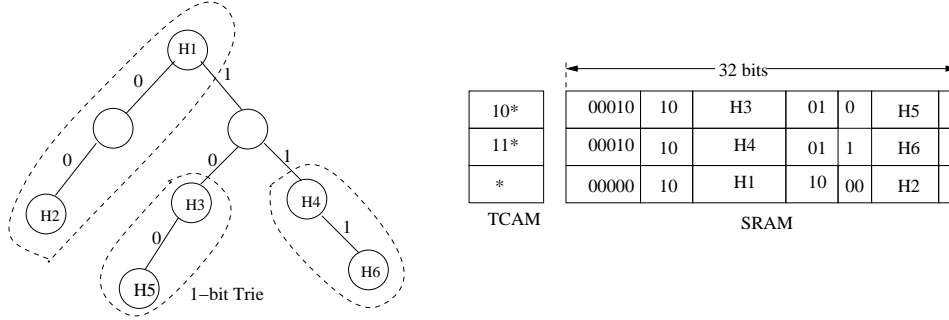 H1
0
1
0
0
1
H2
H3
H4
0
1
H5
H6
1–bit Trie
32 bits
10* 00010 10 H3 01 0 H5
11* 00010 10 H4 01 1 H6
* 00000 10 H1 10 00 H2
TCAM
SRAM